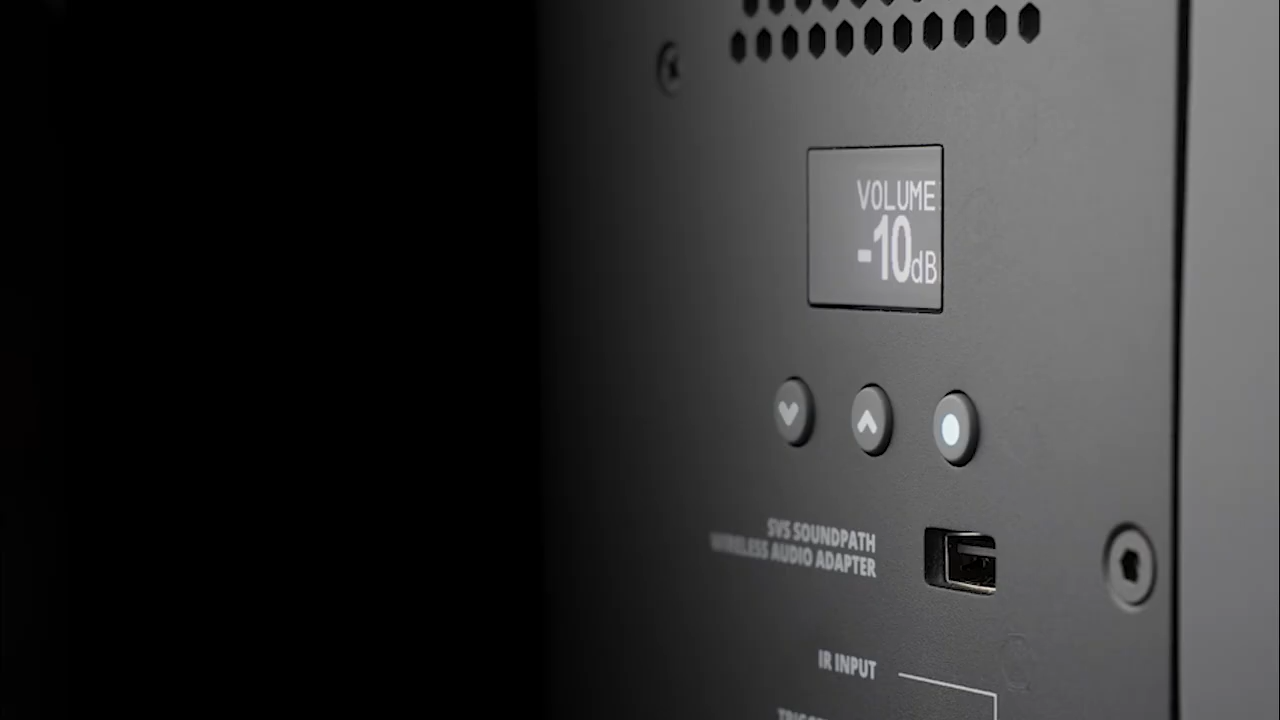 VOLUME
-10dB
SVS SOUNDPATH
WIRELESS AUDIO ADAPTER
IR INPUT